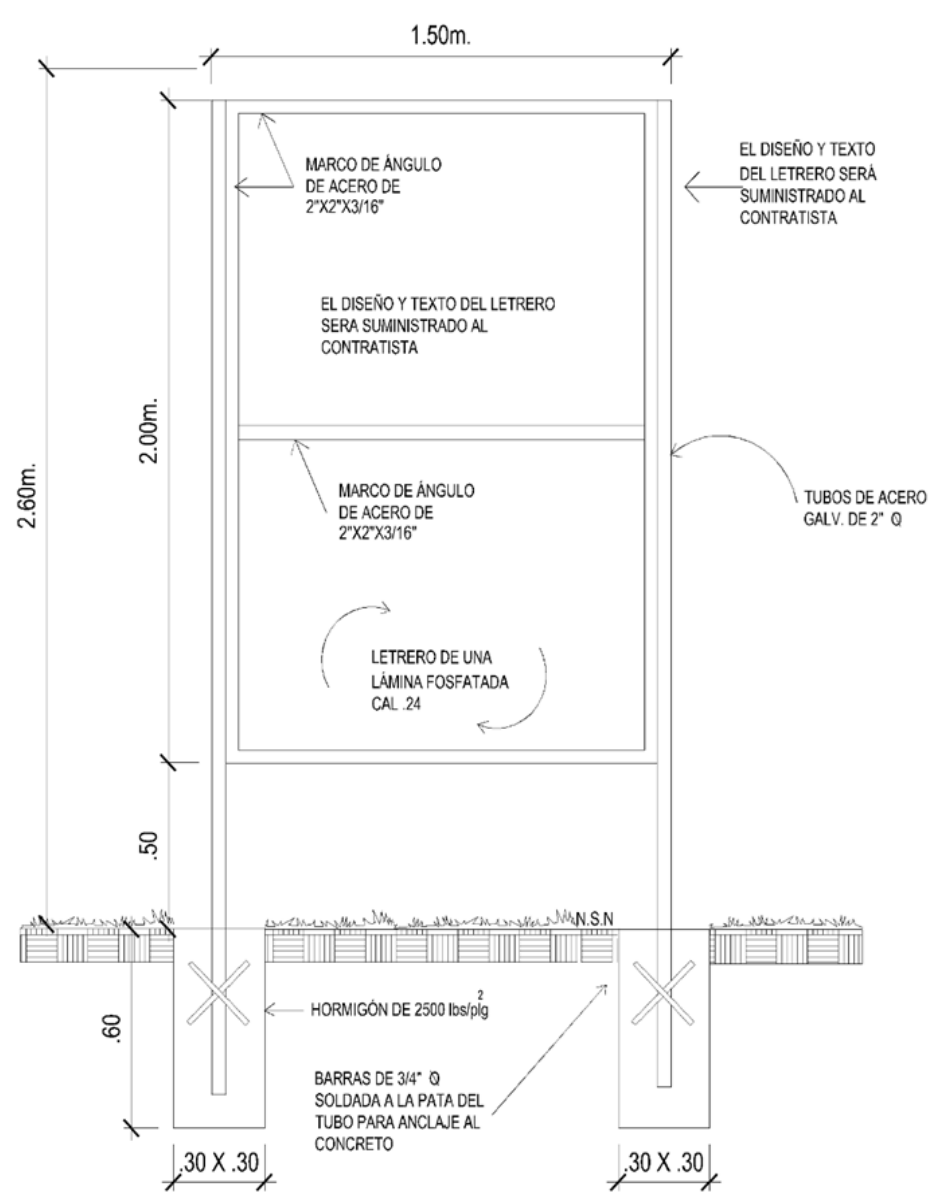 1.50m.
MARCO DE ÁNGULO
DE ACERO DE
2"X2"X3/16"
EL DISEÑO Y TEXTO
DEL LETRERO SERÁ
SUMINISTRADO AL
CONTRATISTA
EL DISEÑO Y TEXTO DEL LETRERO
SERA SUMINISTRADO AL
CONTRATISTA
2.00m.
2.60m.
MARCO DE ÁNGULO
DE ACERO DE
2"X2"X3/16"
TUBOS DE ACERO
GALV. DE 2" Q
LETRERO DE UNA
LÁMINA FOSFATADA
CAL .24
.50
N.S.N
HORMIGÓN DE 2500 lbs/plg²
.60
BARRAS DE 3/4" Q
SOLDADA A LA PATA DEL
TUBO PARA ANCLAJE AL
CONCRETO
.30 X .30
.30 X .30